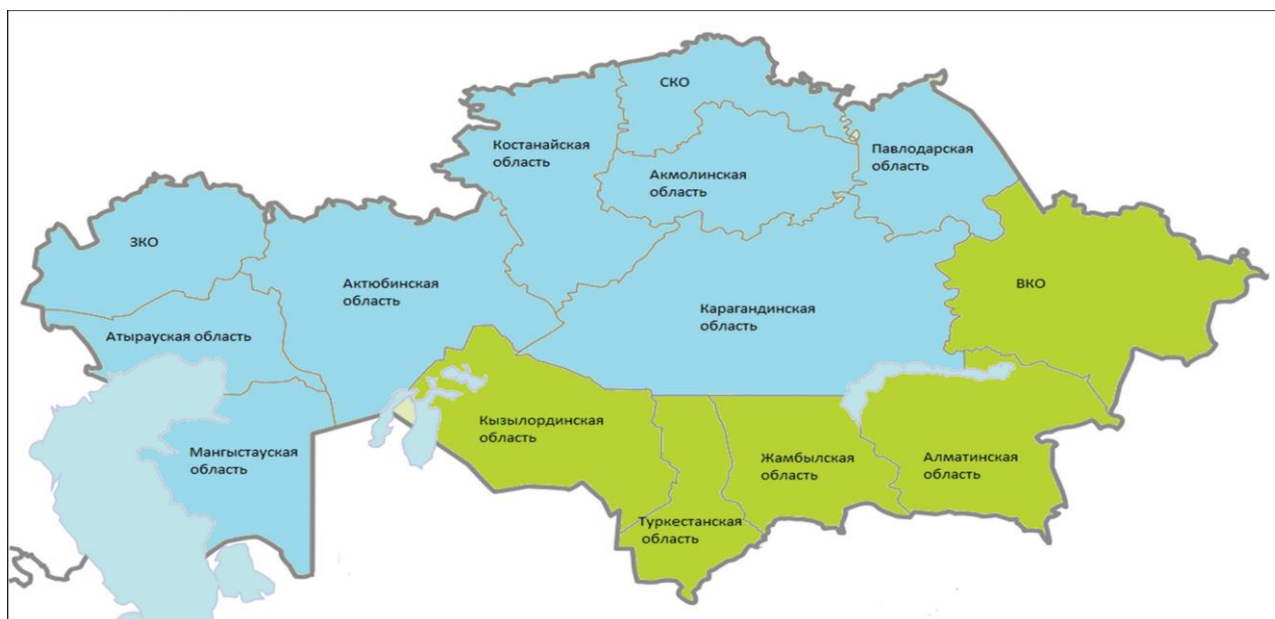 СКО
Костанайская
область
Павлодарская
область
Акмолинская
область
ЗКО
Актюбинская
область
ВКО
Карагандинская
область
Атырауская область
Кызылординская
область
Мангыстауская
область
Жамбылская
область
Алматинская
область
Туркестанская
область